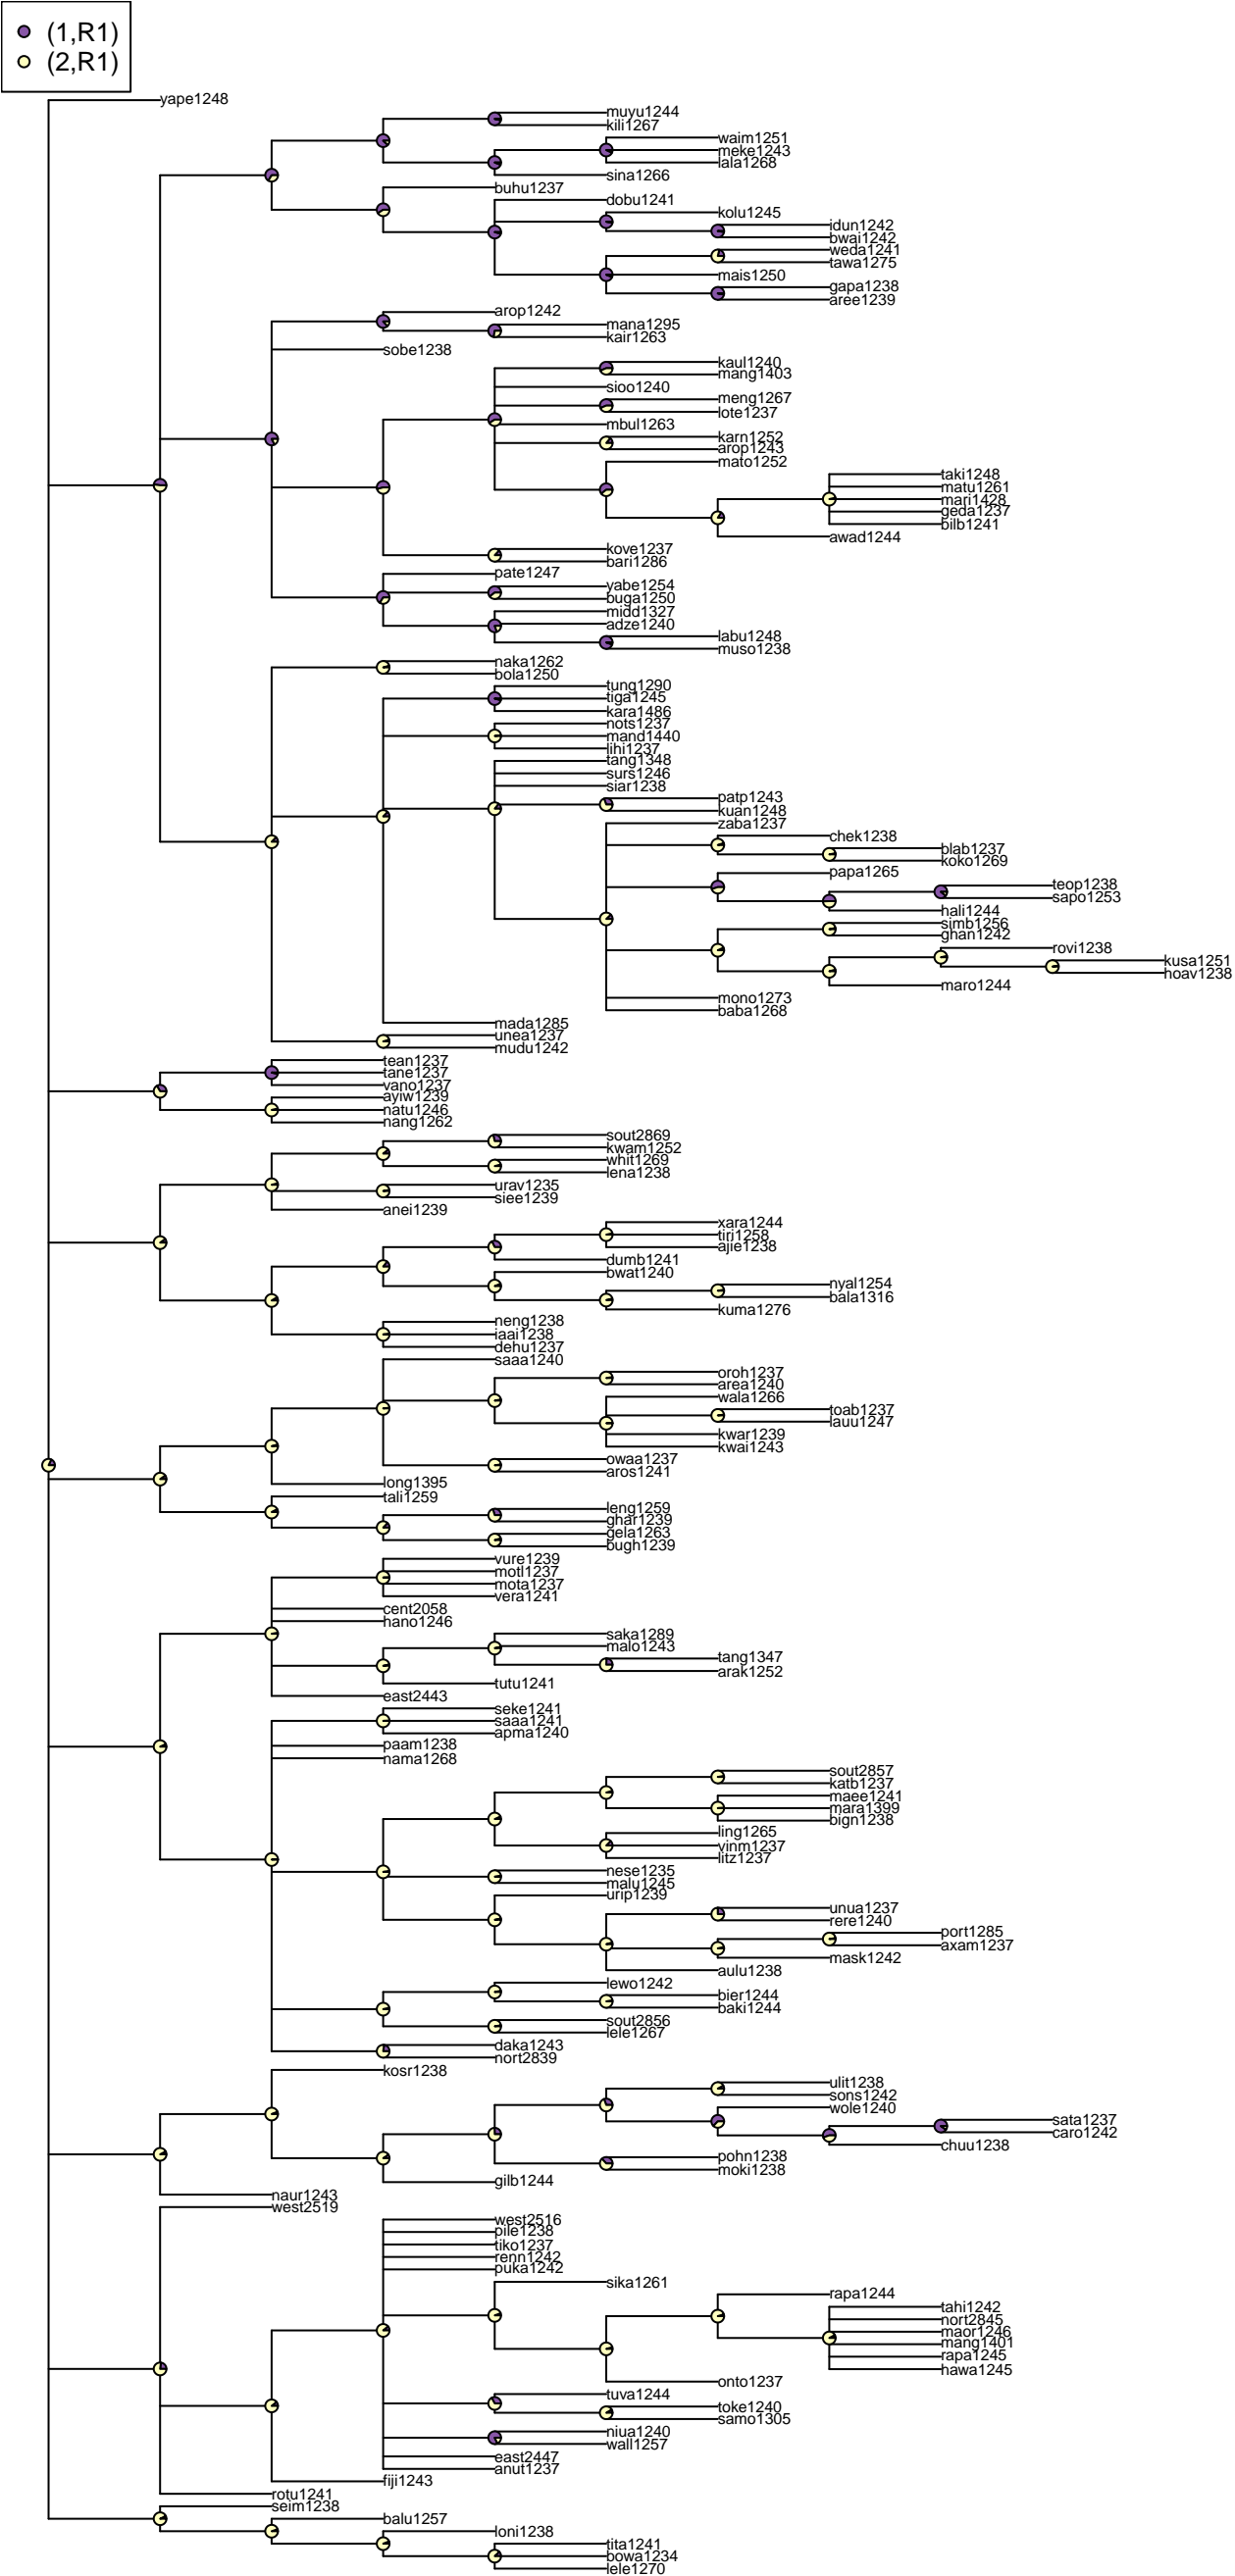 (1,R1)
(2,R1)
yape1248
muyu1244
kili1267
waim1251
meke1243
lala1268
sina1266
buhu1237
dobu1241
kolu1245
idun1242
bwai1242
weda1241
tawa1275
mais1250
gapa1238
aree1239
arop1242
mana1295
kair1263
sobe1238
kaul1240
mang1403
sioo1240
meng1267
lote1237
mbul1263
karn1252
arop1243
mato1252
taki1248
matu1261
mari1428
geda1237
bilb1241
awad1244
kove1237
bari1286
pate1247
yabe1254
buga1250
midd1327
adze1240
labu1248
muso1238
naka1262
bola1250
tung1290
tiga1245
kara1486
nots1237
mand1440
lihi1237
tang1348
surs1246
siar1238
patp1243
kuan1248
zaba1237
chek1238
blab1237
koko1269
papa1265
teop1238
sapo1253
hali1244
simb1256
ghan1242
rovi1238
kusa1251
hoav1238
maro1244
mono1273
baba1268
mada1285
unea1237
mudu1242
tean1237
tane1237
vano1237
ayiw1239
natu1246
nang1262
sout2869
kwam1252
whit1269
lena1238
urav1235
siee1239
anei1239
xara1244
tiri1258
ajie1238
dumb1241
bwat1240
nyal1254
bala1316
kuma1276
neng1238
iaai1238
dehu1237
saaa1240
oroh1237
area1240
wala1266
toab1237
lauu1247
kwar1239
kwai1243
owaa1237
aros1241
long1395
tali1259
leng1259
ghar1239
gela1263
bugh1239
vure1239
motl1237
mota1237
vera1241
cent2058
hano1246
saka1289
malo1243
tang1347
arak1252
tutu1241
east2443
seke1241
saaa1241
apma1240
paam1238
nama1268
sout2857
katb1237
maee1241
mara1399
bign1238
ling1265
vinm1237
litz1237
nese1235
malu1245
urip1239
unua1237
rere1240
port1285
axam1237
mask1242
aulu1238
lewo1242
bier1244
baki1244
sout2856
lele1267
daka1243
nort2839
kosr1238
ulit1238
sons1242
wole1240
sata1237
caro1242
chuu1238
pohn1238
moki1238
gilb1244
naur1243
west2519
west2516
pile1238
tiko1237
renn1242
puka1242
sika1261
rapa1244
tahi1242
nort2845
maor1246
mang1401
rapa1245
hawa1245
onto1237
tuva1244
toke1240
samo1305
niua1240
wall1257
east2447
anut1237
fiji1243
rotu1241
seim1238
balu1257
loni1238
tita1241
bowa1234
lele1270